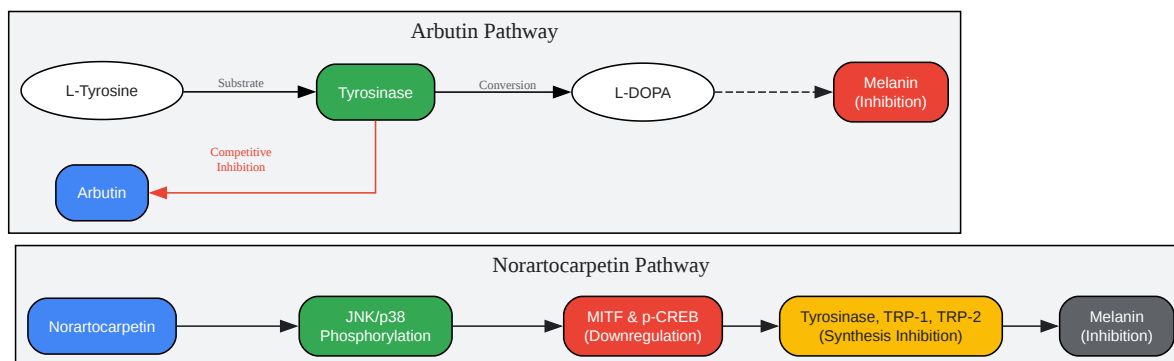 Arbutin Pathway
L-Tyrosine
Substrate
Tyrosinase
Conversion
L-DOPA
Melanin
(Inhibition)
Competitive
Inhibition
Arbutin
Norartocarpetin Pathway
Norartocarpetin
JNK/p38
Phosphorylation
MITF & p-CREB
(Downregulation)
Tyrosinase, TRP-1, TRP-2
(Synthesis Inhibition)
Melanin
(Inhibition)